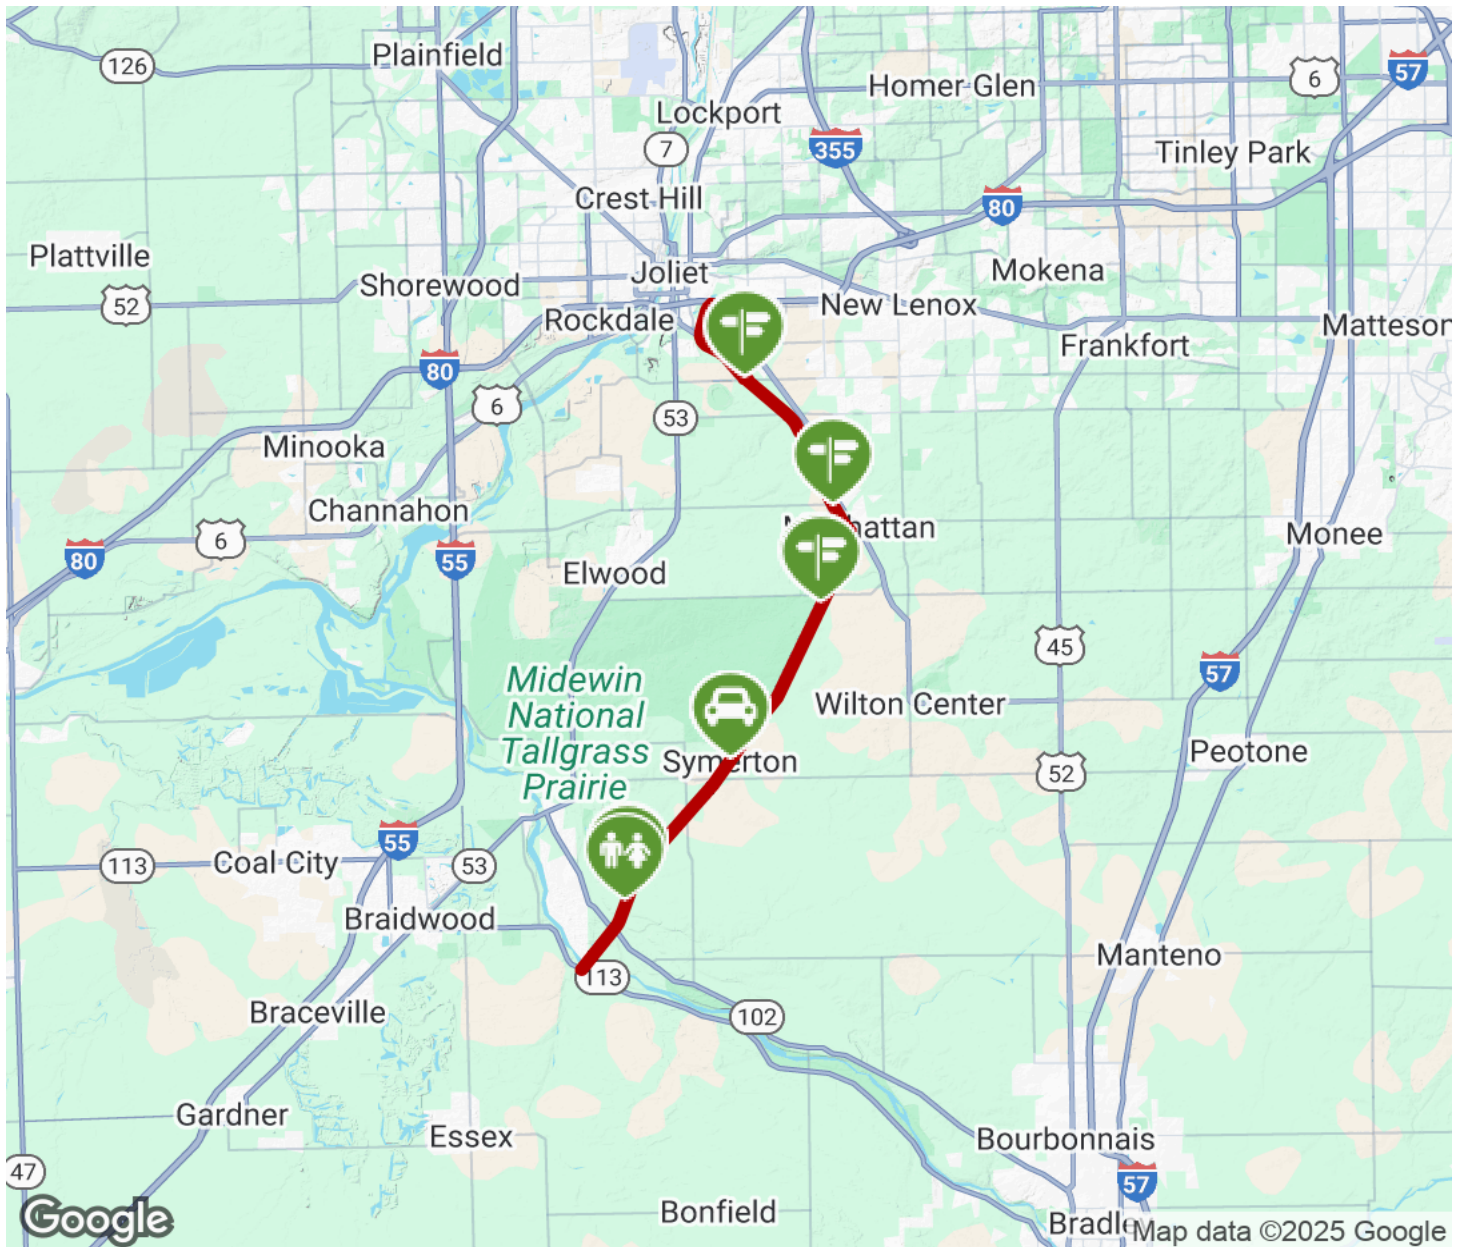 Plainfield
126
Homer Glen
6
57
Lockport
7
355
Tinley Park
Crest Hill
80
Plattville
Joliet
Mokena
52
Shorewood
New Lenox
Rockdale
Matteson
Frankfort
80
6
53
Minooka
Channahon
hattan
Monee
6
80
55
Elwood
45
57
Midewin
National
Tallgrass
Prairie
Wilton Center
Symerton
Peotone
52
55
113
Coal City
53
Braidwood
Manteno
113
Braceville
102
Gardner
Essex
Bourbonnais
47
57
Bonfield
Google
Map data ©2025 Google